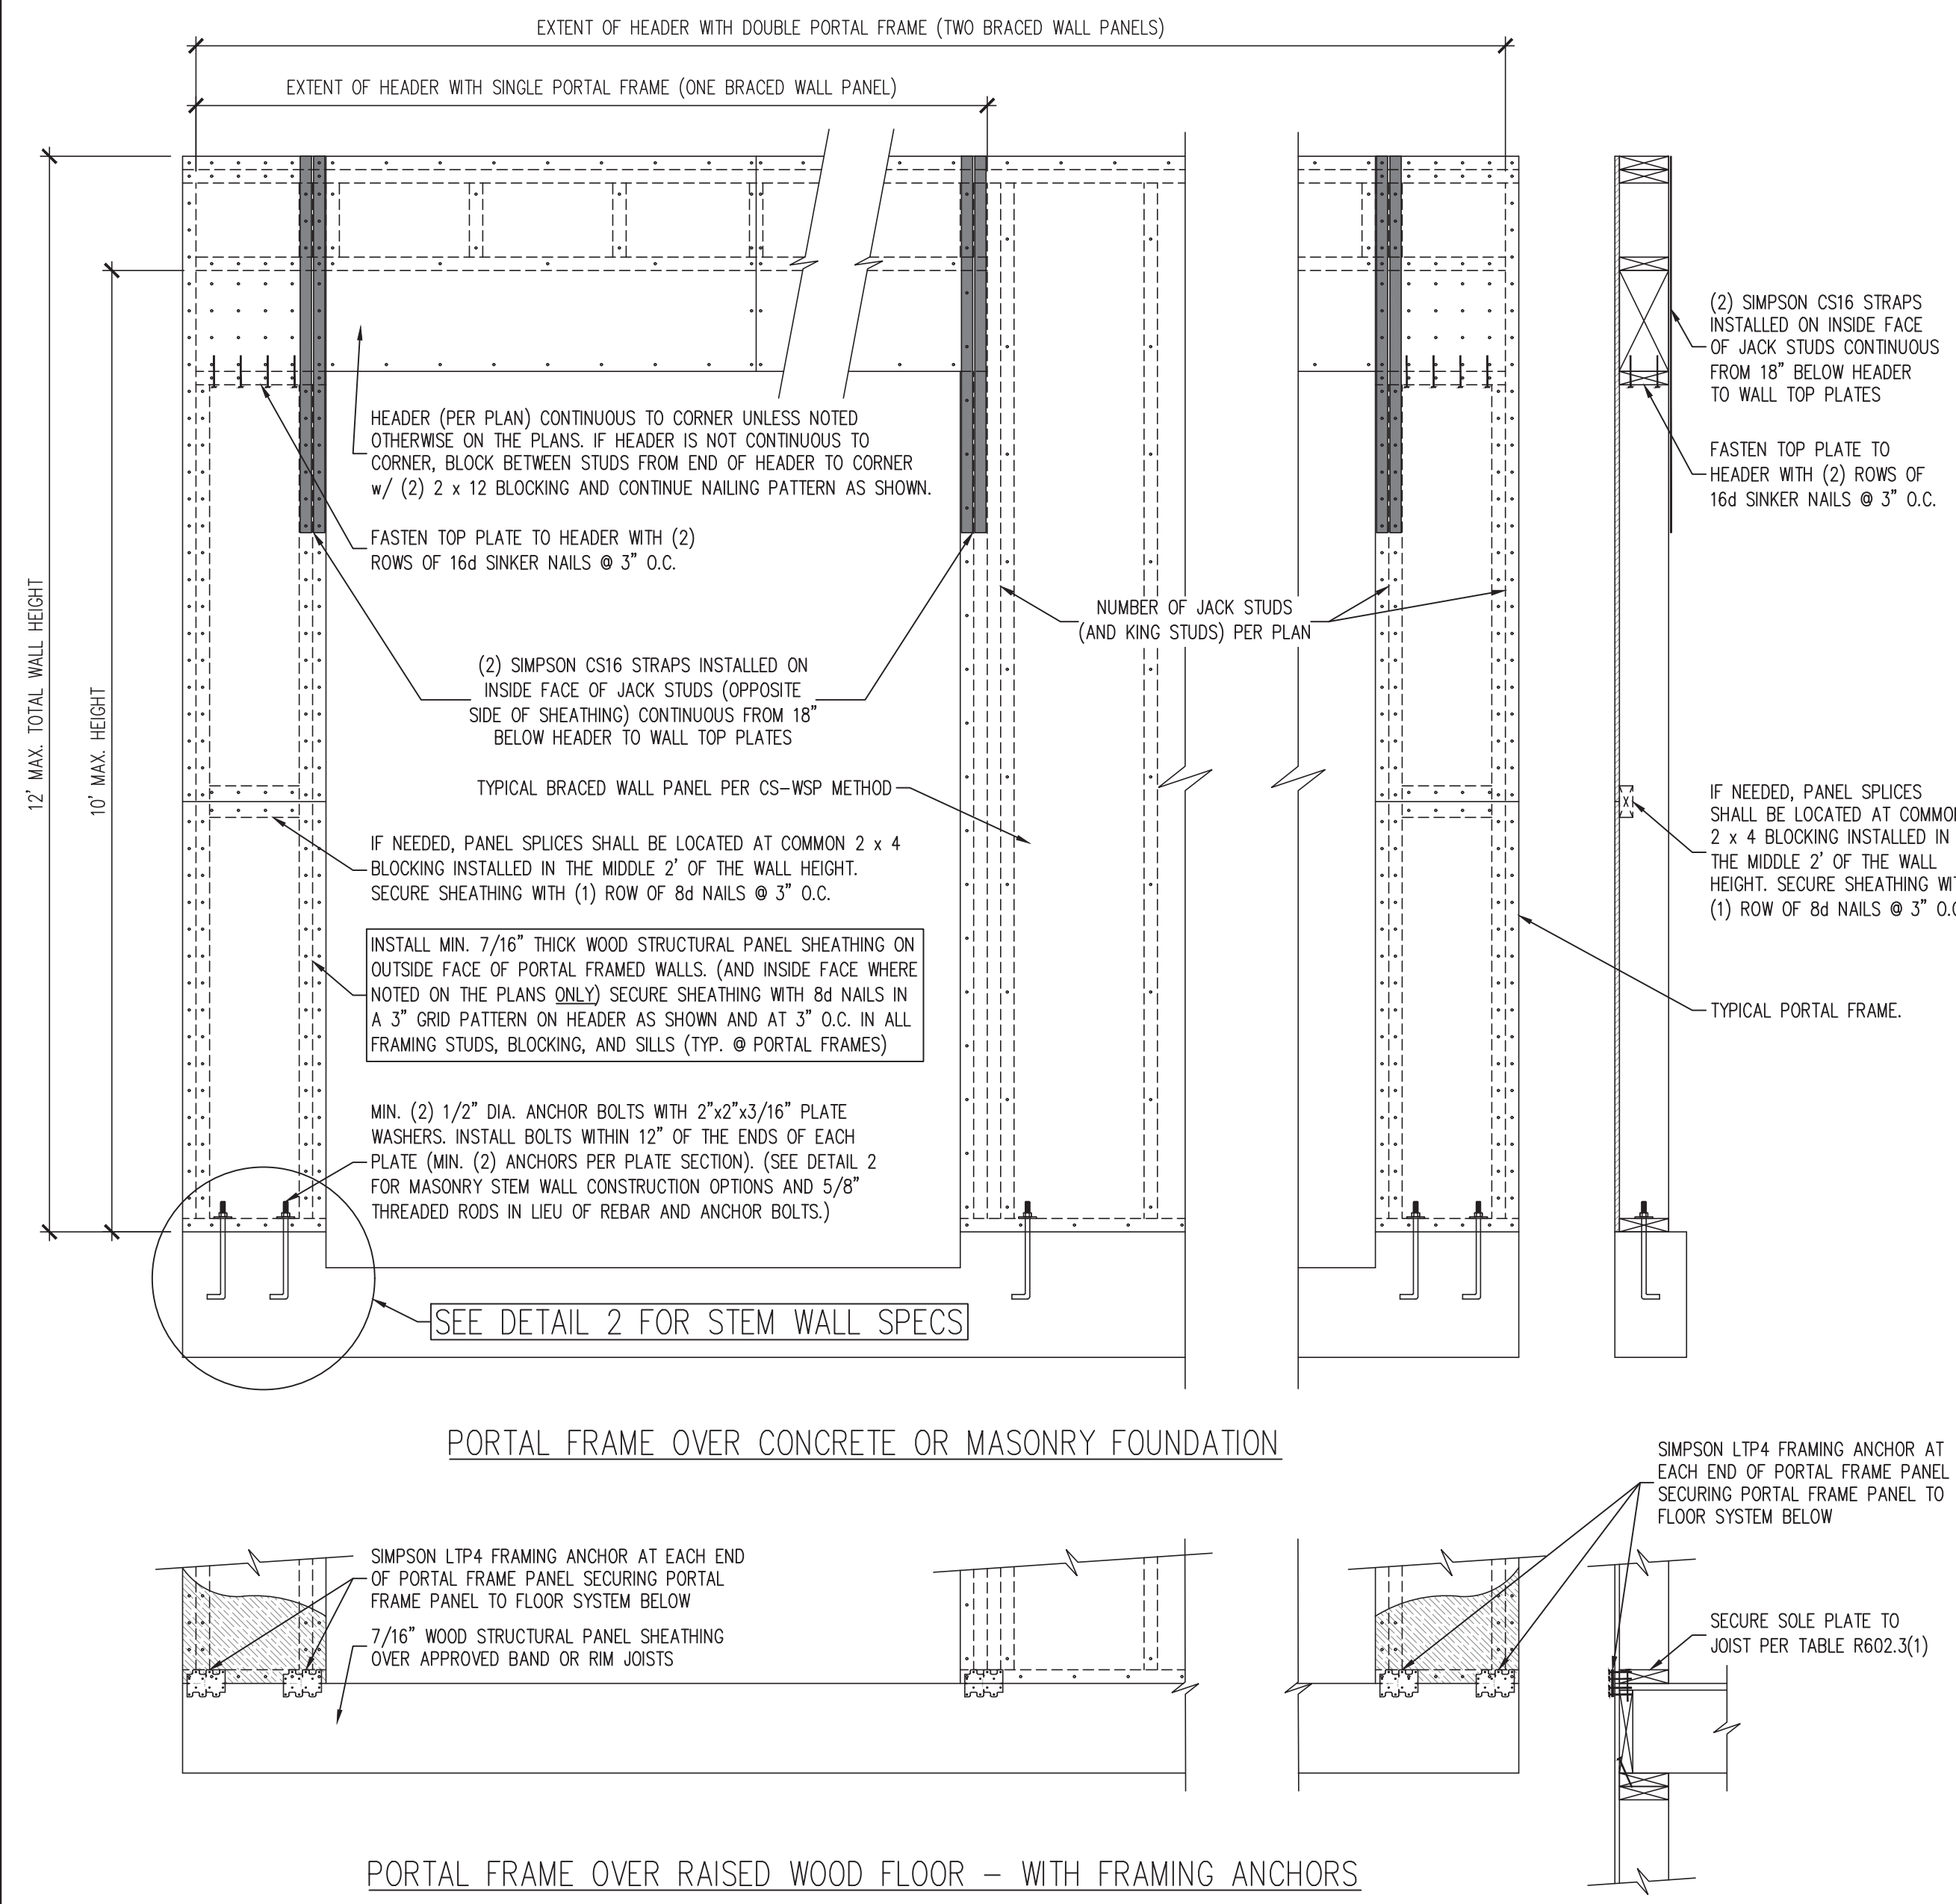 EXTENT OF HEADER WITH DOUBLE PORTAL FRAME (TWO BRACED WALL PANELS)
EXTENT OF HEADER WITH SINGLE PORTAL FRAME (ONE BRACED WALL PANEL)
12' MAX. TOTAL WALL HEIGHT
10' MAX. HEIGHT
HEADER (PER PLAN) CONTINUOUS TO CORNER UNLESS NOTED
OTHERWISE ON THE PLANS. IF HEADER IS NOT CONTINUOUS TO
CORNER, BLOCK BETWEEN STUDS FROM END OF HEADER TO CORNER
w/ (2) 2 x 12 BLOCKING AND CONTINUE NAILING PATTERN AS SHOWN.
FASTEN TOP PLATE TO HEADER WITH (2)
ROWS OF 16d SINKER NAILS @ 3" O.C.
(2) SIMPSON CS16 STRAPS INSTALLED ON
INSIDE FACE OF JACK STUDS (OPPOSITE
SIDE OF SHEATHING) CONTINUOUS FROM 18"
BELOW HEADER TO WALL TOP PLATES
NUMBER OF JACK STUDS
(AND KING STUDS) PER PLAN
TYPICAL BRACED WALL PANEL PER CS-WSP METHOD
IF NEEDED, PANEL SPLICES SHALL BE LOCATED AT COMMON 2 x 4
BLOCKING INSTALLED IN THE MIDDLE 2' OF THE WALL HEIGHT.
SECURE SHEATHING WITH (1) ROW OF 8d NAILS @ 3" O.C.
INSTALL MIN. 7/16" THICK WOOD STRUCTURAL PANEL SHEATHING ON
OUTSIDE FACE OF PORTAL FRAMED WALLS. (AND INSIDE FACE WHERE
NOTED ON THE PLANS ONLY) SECURE SHEATHING WITH 8d NAILS IN
A 3" GRID PATTERN ON HEADER AS SHOWN AND AT 3" O.C. IN ALL
FRAMING STUDS, BLOCKING, AND SILLS (TYP. @ PORTAL FRAMES)
MIN. (2) 1/2" DIA. ANCHOR BOLTS WITH 2"x2"x3/16" PLATE
WASHERS. INSTALL BOLTS WITHIN 12" OF THE ENDS OF EACH
PLATE (MIN. (2) ANCHORS PER PLATE SECTION). (SEE DETAIL 2
FOR MASONRY STEM WALL CONSTRUCTION OPTIONS AND 5/8"
THREADED RODS IN LIEU OF REBAR AND ANCHOR BOLTS.)
SEE DETAIL 2 FOR STEM WALL SPECS
(2) SIMPSON CS16 STRAPS
INSTALLED ON INSIDE FACE
OF JACK STUDS CONTINUOUS
FROM 18" BELOW HEADER
TO WALL TOP PLATES
FASTEN TOP PLATE TO
HEADER WITH (2) ROWS OF
16d SINKER NAILS @ 3" O.C.
IF NEEDED, PANEL SPLICES
SHALL BE LOCATED AT COMMO
2 x 4 BLOCKING INSTALLED IN
THE MIDDLE 2' OF THE WALL
HEIGHT. SECURE SHEATHING WI
(1) ROW OF 8d NAILS @ 3" O.
TYPICAL PORTAL FRAME.
PORTAL FRAME OVER CONCRETE OR MASONRY FOUNDATION
SIMPSON LTP4 FRAMING ANCHOR AT EACH END
OF PORTAL FRAME PANEL SECURING PORTAL
FRAME PANEL TO FLOOR SYSTEM BELOW
7/16" WOOD STRUCTURAL PANEL SHEATHING
OVER APPROVED BAND OR RIM JOISTS
SIMPSON LTP4 FRAMING ANCHOR AT
EACH END OF PORTAL FRAME PANEL
SECURING PORTAL FRAME PANEL TO
FLOOR SYSTEM BELOW
SECURE SOLE PLATE TO
JOIST PER TABLE R602.3(1)
PORTAL FRAME OVER RAISED WOOD FLOOR – WITH FRAMING ANCHORS